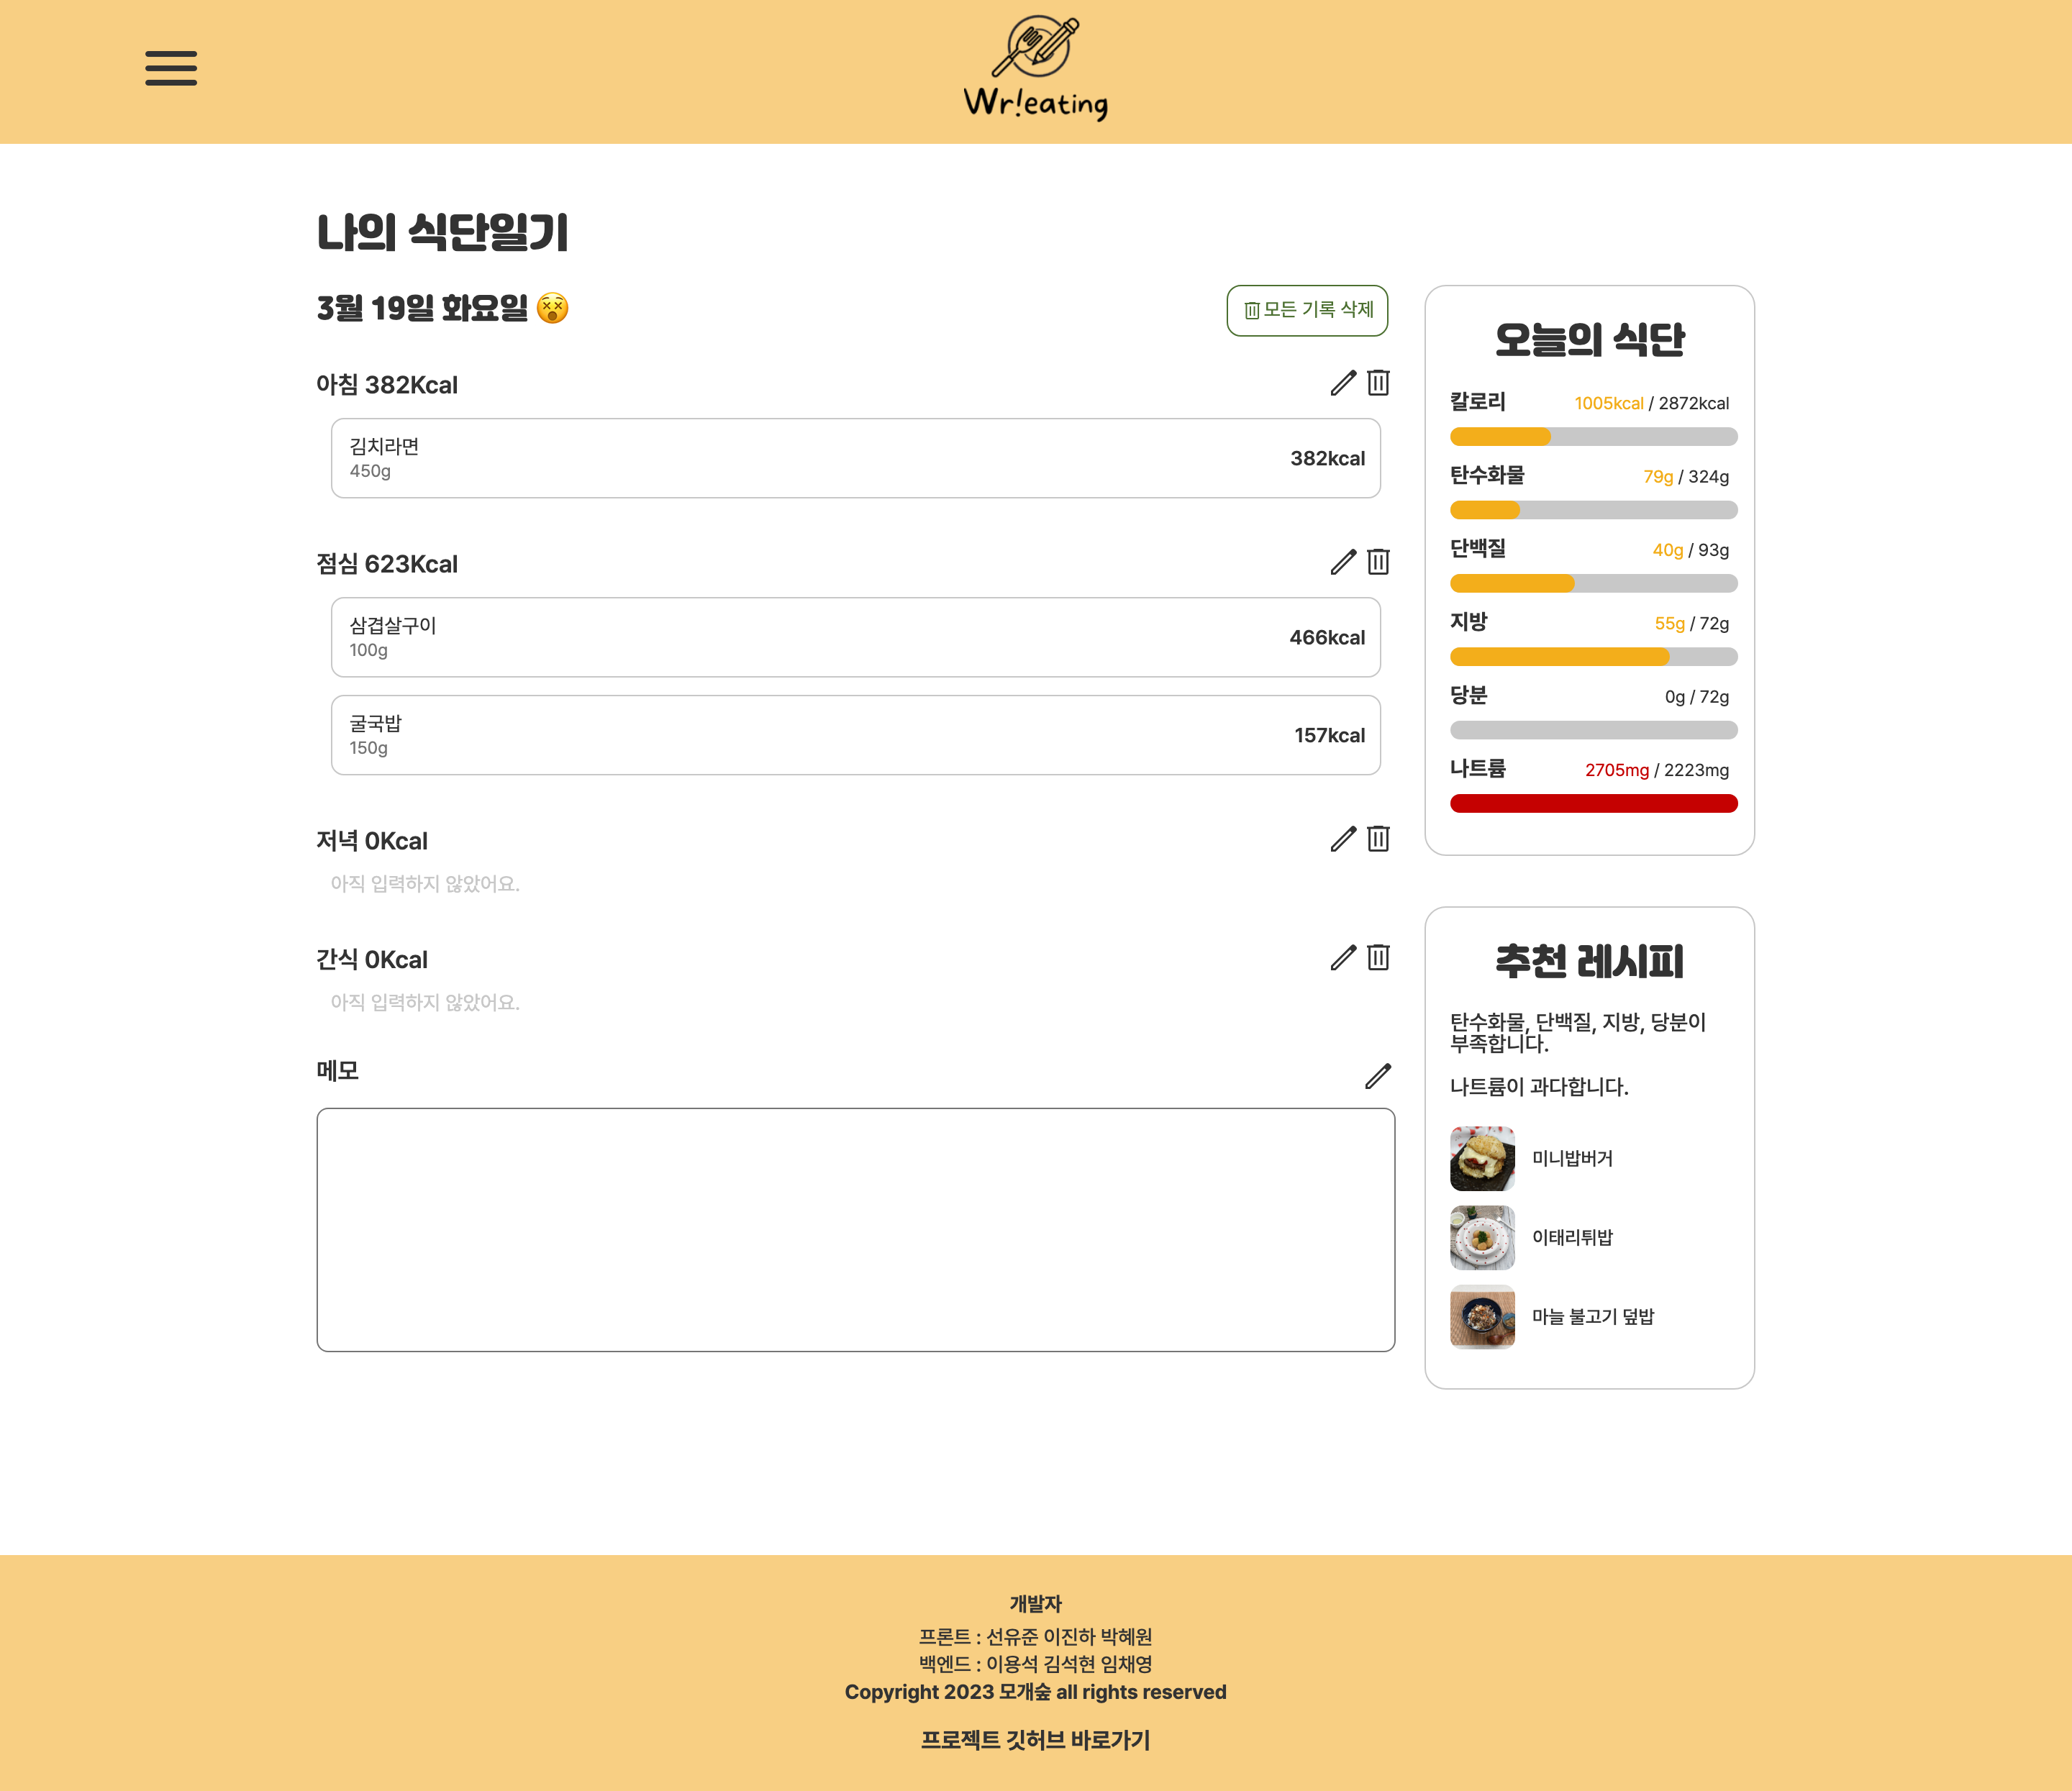 Wr!eating
나의 식단일기
3월 19일 화요일 😵
모든 기록 삭제
아침 382Kcal
김치라면
450g
382kcal
점심 623Kcal
삼겹살구이
100g
466kcal
굴국밥
150g
157kcal
저녁 0Kcal
아직 입력하지 않았어요.
간식 0Kcal
아직 입력하지 않았어요.
메모
오늘의 식단
칼로리 1005kcal / 2872kcal
탄수화물 79g / 324g
단백질 40g / 93g
지방 55g / 72g
당분 0g / 72g
나트륨 2705mg / 2223mg
추천 레시피
탄수화물, 단백질, 지방, 당분이
부족합니다.
나트륨이 과다합니다.
미니밥버거
이태리튀밥
마늘 불고기 덮밥
개발자
프론트 : 선유준 이진하 박혜원
백엔드 : 이용석 김석현 임채영
Copyright 2023 모개숲 all rights reserved
프로젝트 깃허브 바로가기